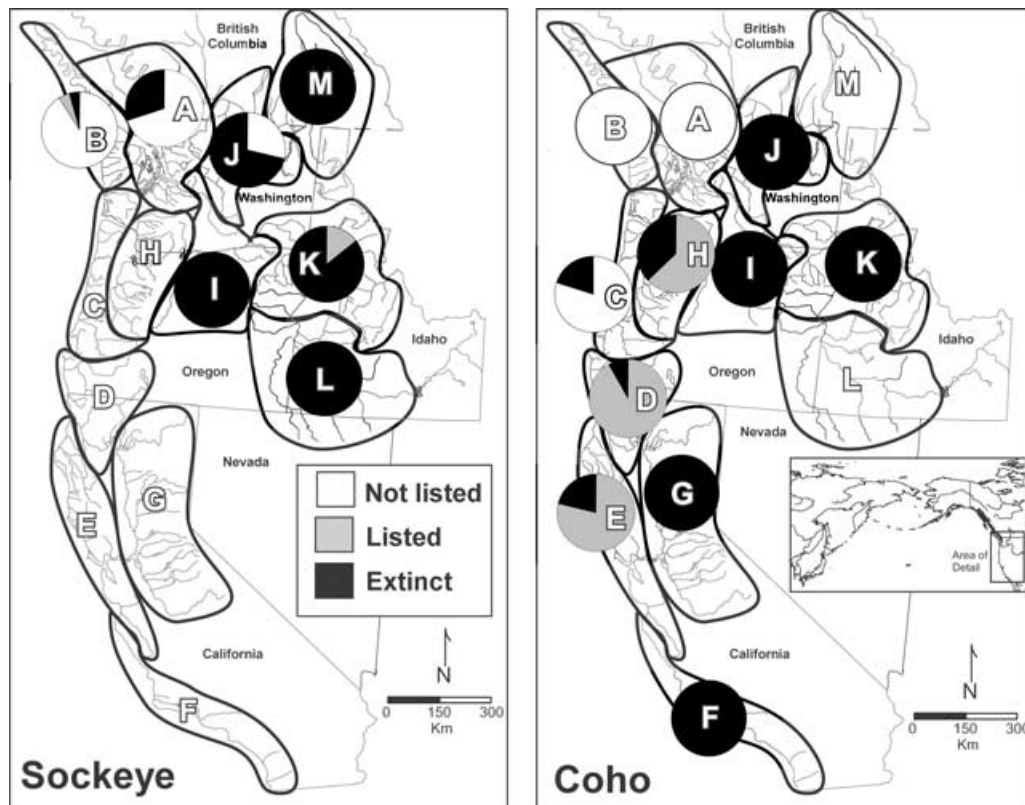 British
Columbia
M
A
B
J
Washington
H
K
I
C
Idaho
Oregon
L
D
Nevada
G
E
Not listed
Listed
Extinct
California
N
F
0 150 300
Km
Sockeye
British
Columbia
M
B
A
J
Washington
H
I
K
C
Idaho
Oregon
L
D
Nevada
G
E
Area of
Detail
California
N
F
0 150 300
Km
Coho